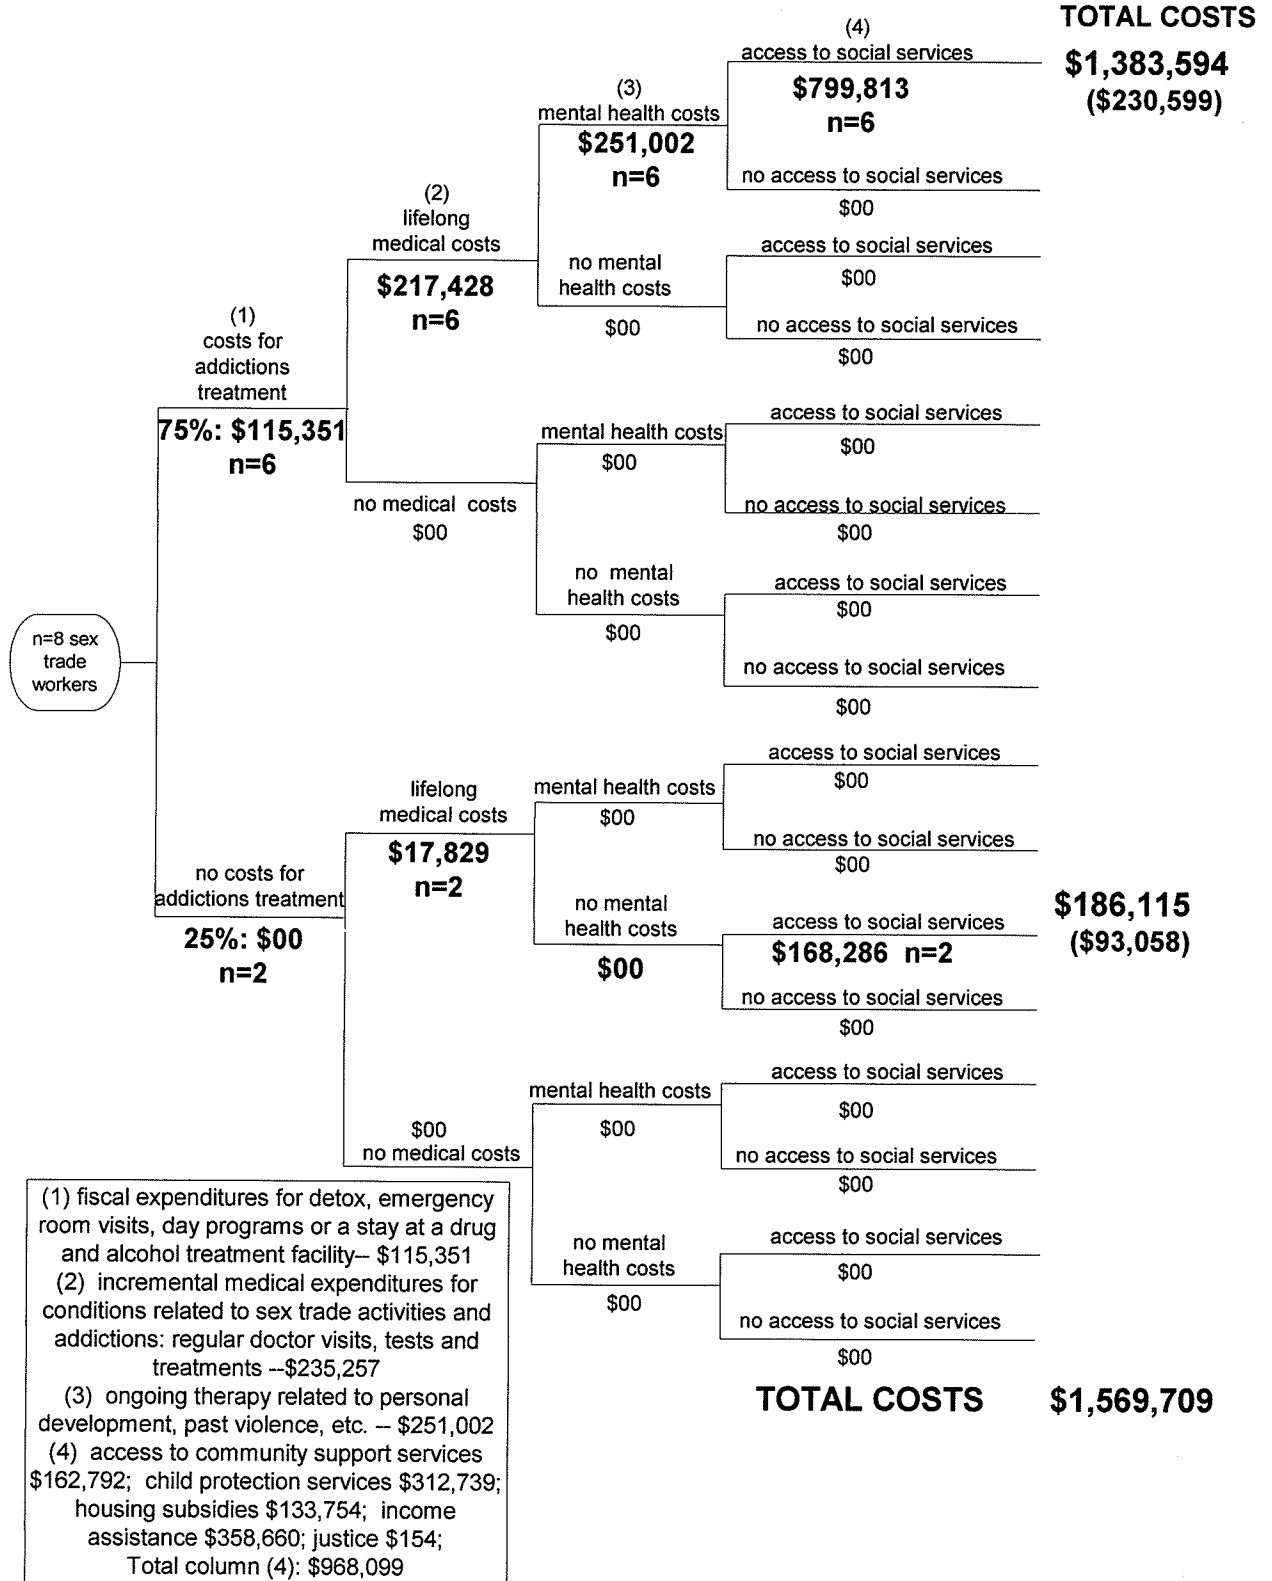 TOTAL COSTS
(4)
access to social services
$1,383,594
($230,599)
$799,813
n=6
(3)
mental health costs
$251,002
n=6
no access to social services
$00
(2)
lifelong
medical costs
$217,428
n=6
access to social services
$00
no mental
health costs
$00
no access to social services
$00
(1)
costs for
addictions
treatment
75%: $115,351
n=6
access to social services
$00
mental health costs
$00
no access to social services
$00
no medical costs
$00
no mental
health costs
$00
access to social services
$00
no access to social services
$00
n=8 sex
trade
workers
access to social services
$00
lifelong
medical costs
$17,829
n=2
mental health costs
$00
no access to social services
$00
no costs for
addictions treatment
25%: $00
n=2
no mental
health costs
$00
access to social services
$168,286 n=2
$186,115
($93,058)
no access to social services
$00
access to social services
$00
mental health costs
$00
$00
no medical costs
no access to social services
$00
no mental
health costs
$00
access to social services
$00
no access to social services
$00
TOTAL COSTS $1,569,709
(1) fiscal expenditures for detox, emergency
room visits, day programs or a stay at a drug
and alcohol treatment facility-- $115,351
(2) incremental medical expenditures for
conditions related to sex trade activities and
addictions: regular doctor visits, tests and
treatments --$235,257
(3) ongoing therapy related to personal
development, past violence, etc. -- $251,002
(4) access to community support services
$162,792; child protection services $312,739;
housing subsidies $133,754; income
assistance $358,660; justice $154;
Total column (4): $968,099